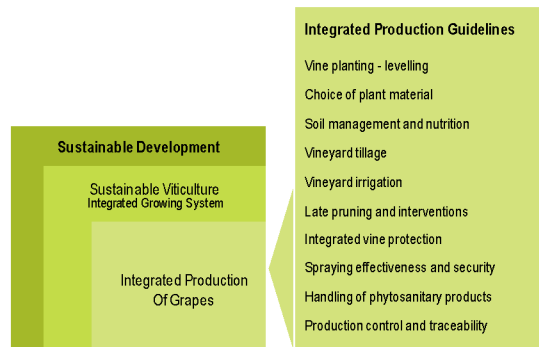 Sustainable Development
Sustainable Viticulture
Integrated Growing System
Integrated Production
Of Grapes
Integrated Production Guidelines
Vine planting - levelling
Choice of plant material
Soil management and nutrition
Vineyard tillage
Vineyard irrigation
Late pruning and interventions
Integrated vine protection
Spraying effectiveness and security
Handling of phytosanitary products
Production control and traceability